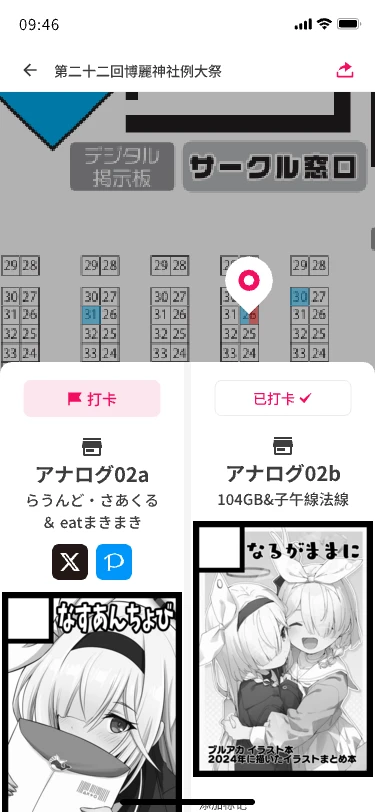 09:46
第二十二回博麗神社例大祭
デジタル
掲示板
サークル窓口
29 28 29 28 29 28 29 28 29 28
30 27 30 27 30 27 30 27
31 26 31 26 31 26 31 26 31 26
32 25 32 25 32 25 32 25 32 25
33 24 33 24 33 24 33 24 33 24
打卡
已打卡
アナログ02a
アナログ02b
らうんど・さあくる
& eatまきまき
104GB&子午線法線
なすあんちょび
なるがままに
ブルアカ イラスト本
2024年に描いたイラストまとめ本